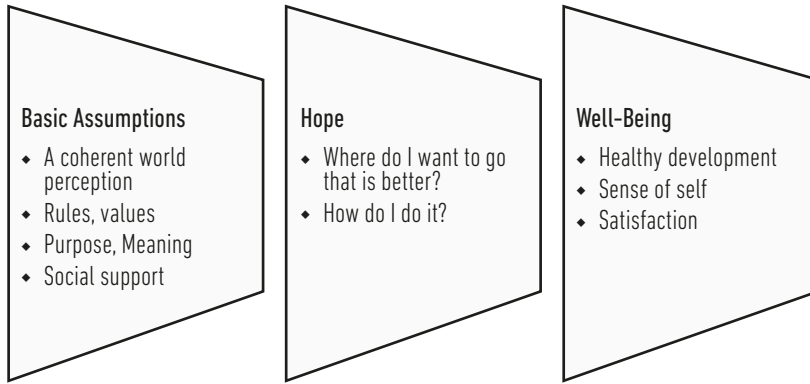 Basic Assumptions
◆ A coherent world
perception
◆ Rules, values
◆ Purpose, Meaning
◆ Social support
Hope
◆ Where do I want to go
that is better?
◆ How do I do it?
Well-Being
◆ Healthy development
◆ Sense of self
◆ Satisfaction